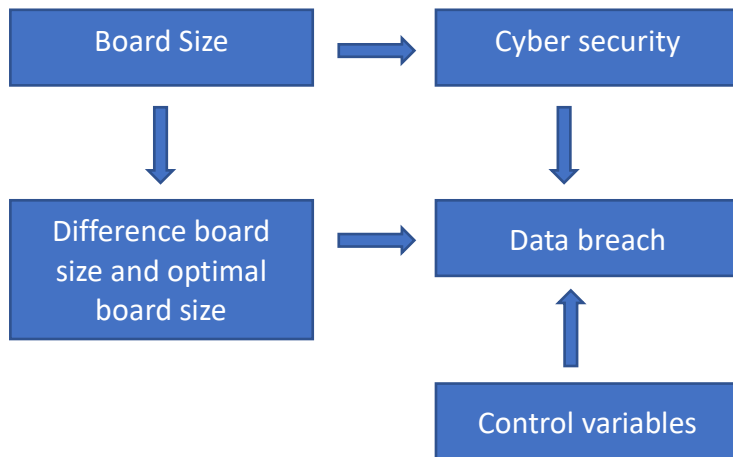 Board Size
Cyber security
Difference board
size and optimal
board size
Data breach
Control variables